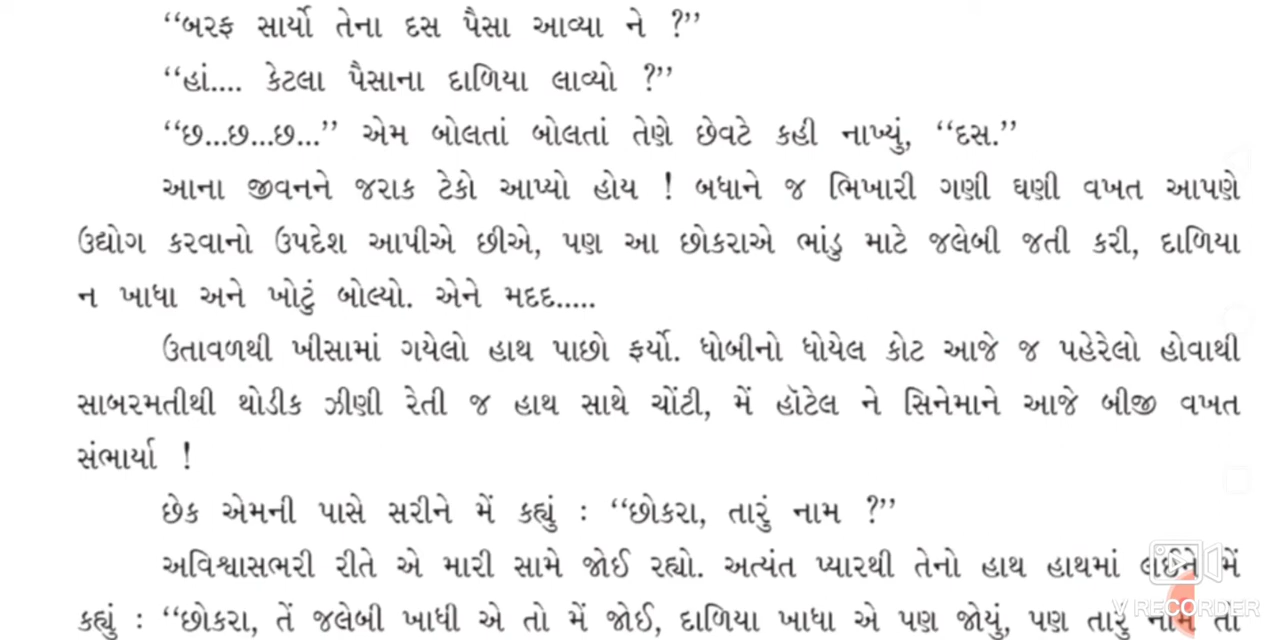 “બરફ સાર્યો તેના દસ પૈસા આવ્યા ને ?”
“હાં.... કેટલા પૈસાના દાળિયા લાવ્યો ?”
“છ...છ...છ...” એમ બોલતાં બોલતાં તેણે છેવટે કહી નાખ્યું, “દસ.”
આના જીવનને જરાક ટેકો આપ્યો હોય ! બધાને જ ભિખારી ગણી ઘણી વખત આપણે
ઉદ્યોગ કરવાનો ઉપદેશ આપીએ છીએ, પણ આ છોકરાએ ભાંડુ માટે જલેબી જતી કરી, દાળિયા
ન ખાધા અને ખોટું બોલ્યો. એને મદદ.....
ઉતાવળથી ખીસામાં ગયેલો હાથ પાછો ફર્યો. ધોબીનો ધોયેલ કોટ આજે જ પહેરેલો હોવાથી
સાબરમતીથી થોડીક ઝીણી રેતી જ હાથ સાથે ચોંટી, મેં હૉટેલ ને સિનેમાને આજે બીજી વખત
સંભાર્યા !
છેક એમની પાસે સરીને મેં કહ્યું : “છોકરા, તારું નામ ?”
અવિશ્વાસભરી રીતે એ મારી સામે જોઈ રહ્યો. અત્યંત પ્યારથી તેનો હાથ હાથમાં લઈને મેં
કહ્યું : “છોકરા, તેં જલેબી ખાધી એ તો મેં જોઈ, દાળિયા ખાધા એ પણ જોયું, પણ તારું નામ તો
V RECORDER